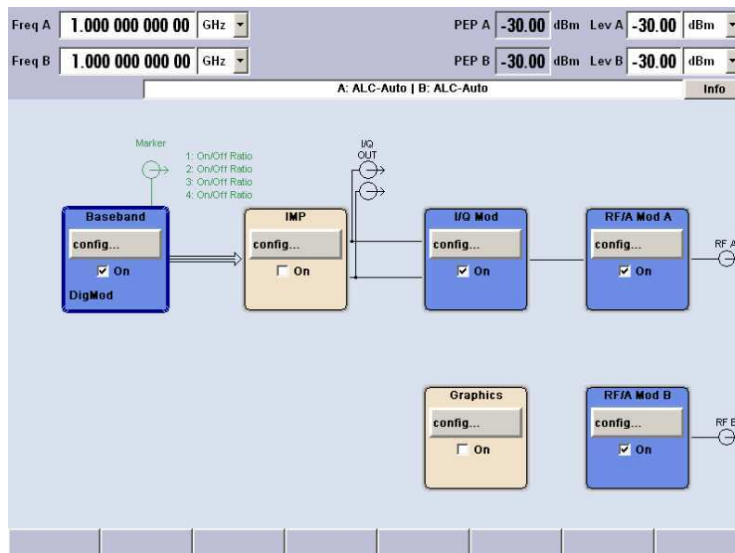 Freq A 1.000 000 000 00 GHz PEP A -30.00 dBm Lev A -30.00 dBm
Freq B 1.000 000 000 00 GHz PEP B -30.00 dBm Lev B -30.00 dBm
A: ALC-Auto | B: ALC-Auto Info
Marker
1: On/Off Ratio
2: On/Off Ratio
3: On/Off Ratio
4: On/Off Ratio
I/Q
OUT
Baseband
config...
On
DigMod
IMP
config...
On
I/Q Mod
config...
On
RF/A Mod A
config...
On
RF A
Graphics
config...
On
RF/A Mod B
config...
On
RF B